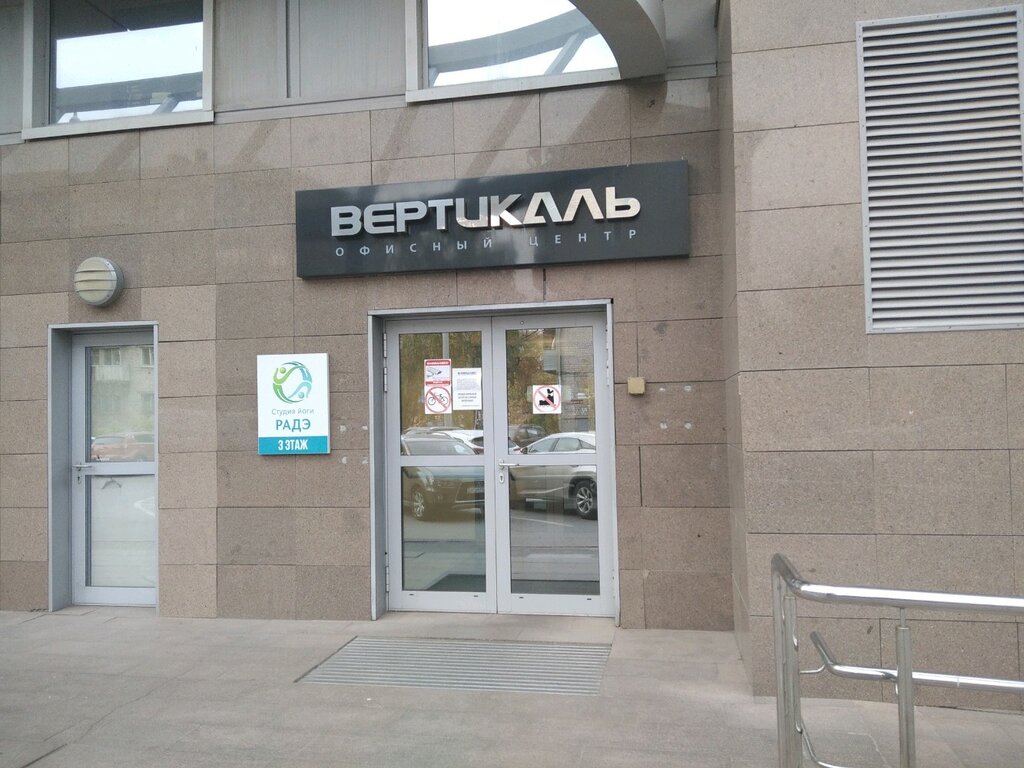 ВЕРТИКАЛЬ
ОФИСНЫЙ ЦЕНТР
Студия йоги
РАДЭ
3 ЭТАЖ